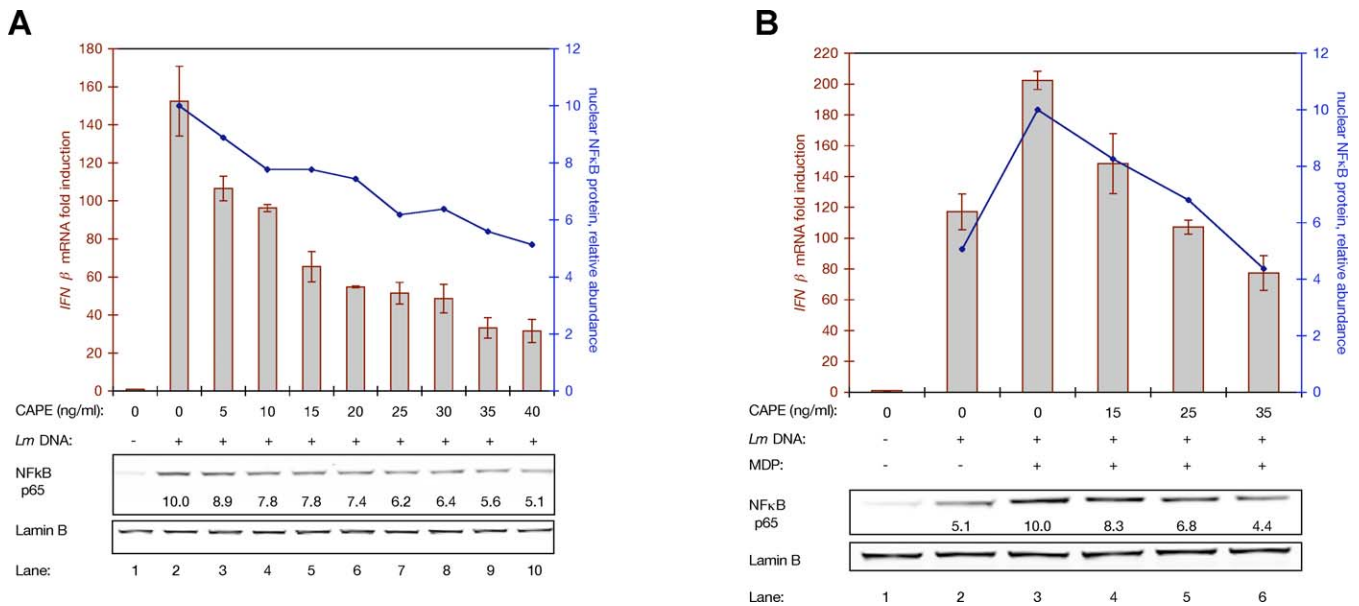 A
180
160
140
120
100
80
60
40
20
0
IFN β mRNA fold induction
12
10
8
6
4
2
0
nuclear NFκB protein, relative abundance
CAPE (ng/ml): 0 0 5 10 15 20 25 30 35 40
Lm DNA: - + + + + + + + + +
NFkB
p65
10.0 8.9 7.8 7.8 7.4 6.2 6.4 5.6 5.1
Lamin B
Lane: 1 2 3 4 5 6 7 8 9 10
B
220
200
180
160
140
120
100
80
60
40
20
0
IFN β mRNA fold induction
12
10
8
6
4
2
0
nuclear NFκB protein, relative abundance
CAPE (ng/ml): 0 0 0 15 25 35
Lm DNA: - + + + + +
MDP: - - + + + +
NFκB
p65
5.1 10.0 8.3 6.8 4.4
Lamin B
Lane: 1 2 3 4 5 6